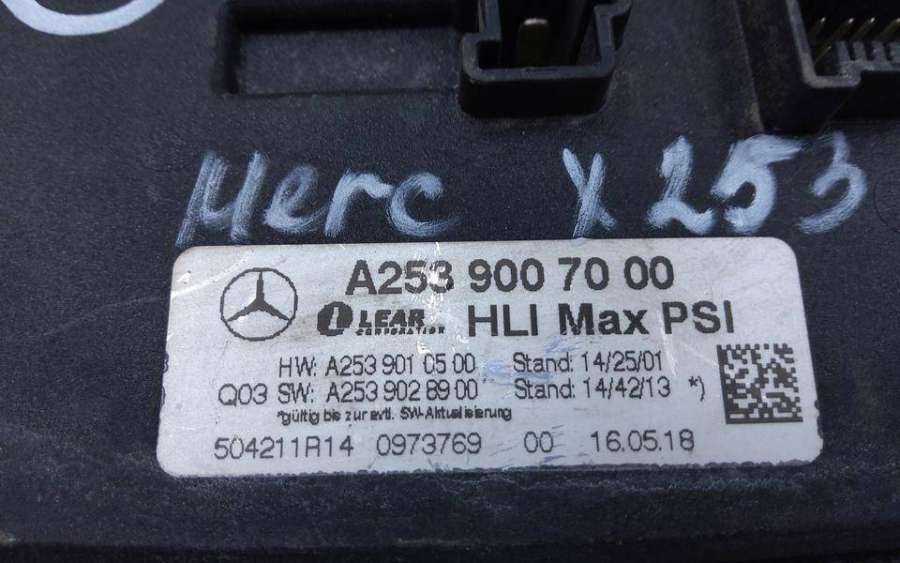 Merc X253
A253 900 70 00
LEAR CORPORATION HLI Max PSI
HW: A253 901 05 00 Stand: 14/25/01
Q03 SW: A253 902 89 00 Stand: 14/42/13 *)
*gültig bis zur evtl. SW-Aktualisierung
504211R14 0973769 00 16.05.18